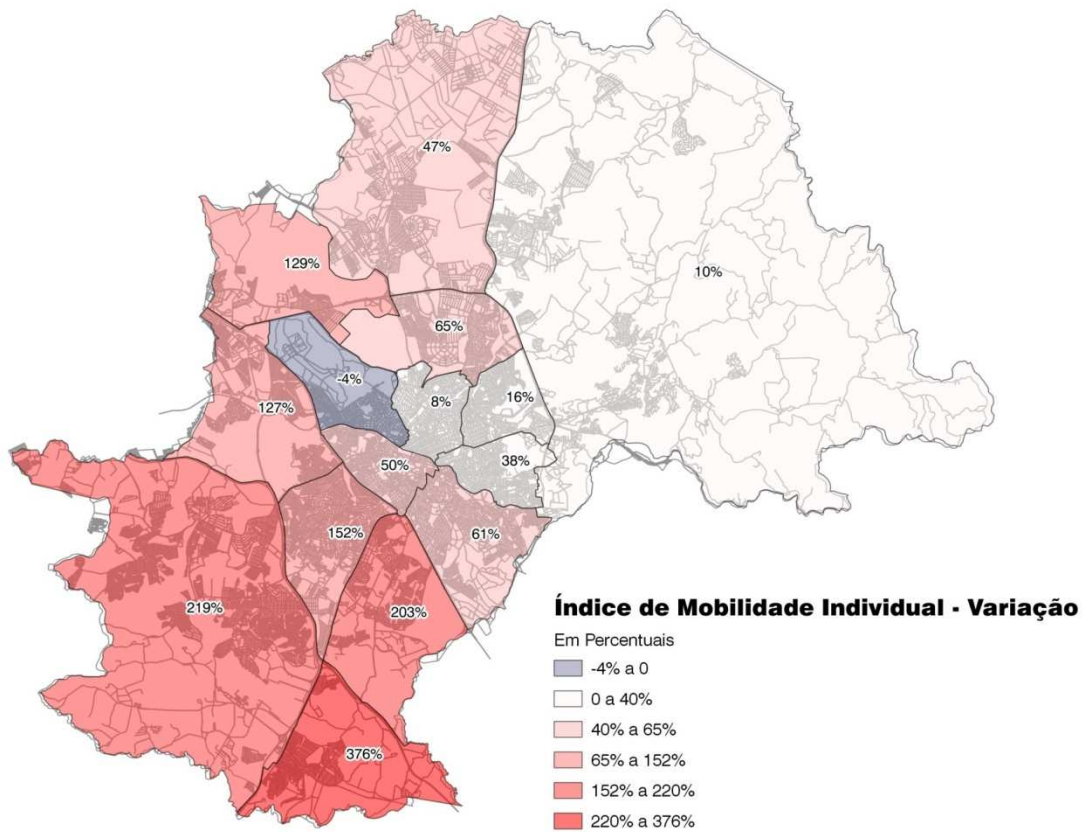 47%
129%
10%
65%
-4%
8%
16%
127%
50%
38%
152%
61%
219%
203%
376%
Índice de Mobilidade Individual - Variação
Em Percentuais
-4% a 0
0 a 40%
40% a 65%
65% a 152%
152% a 220%
220% a 376%